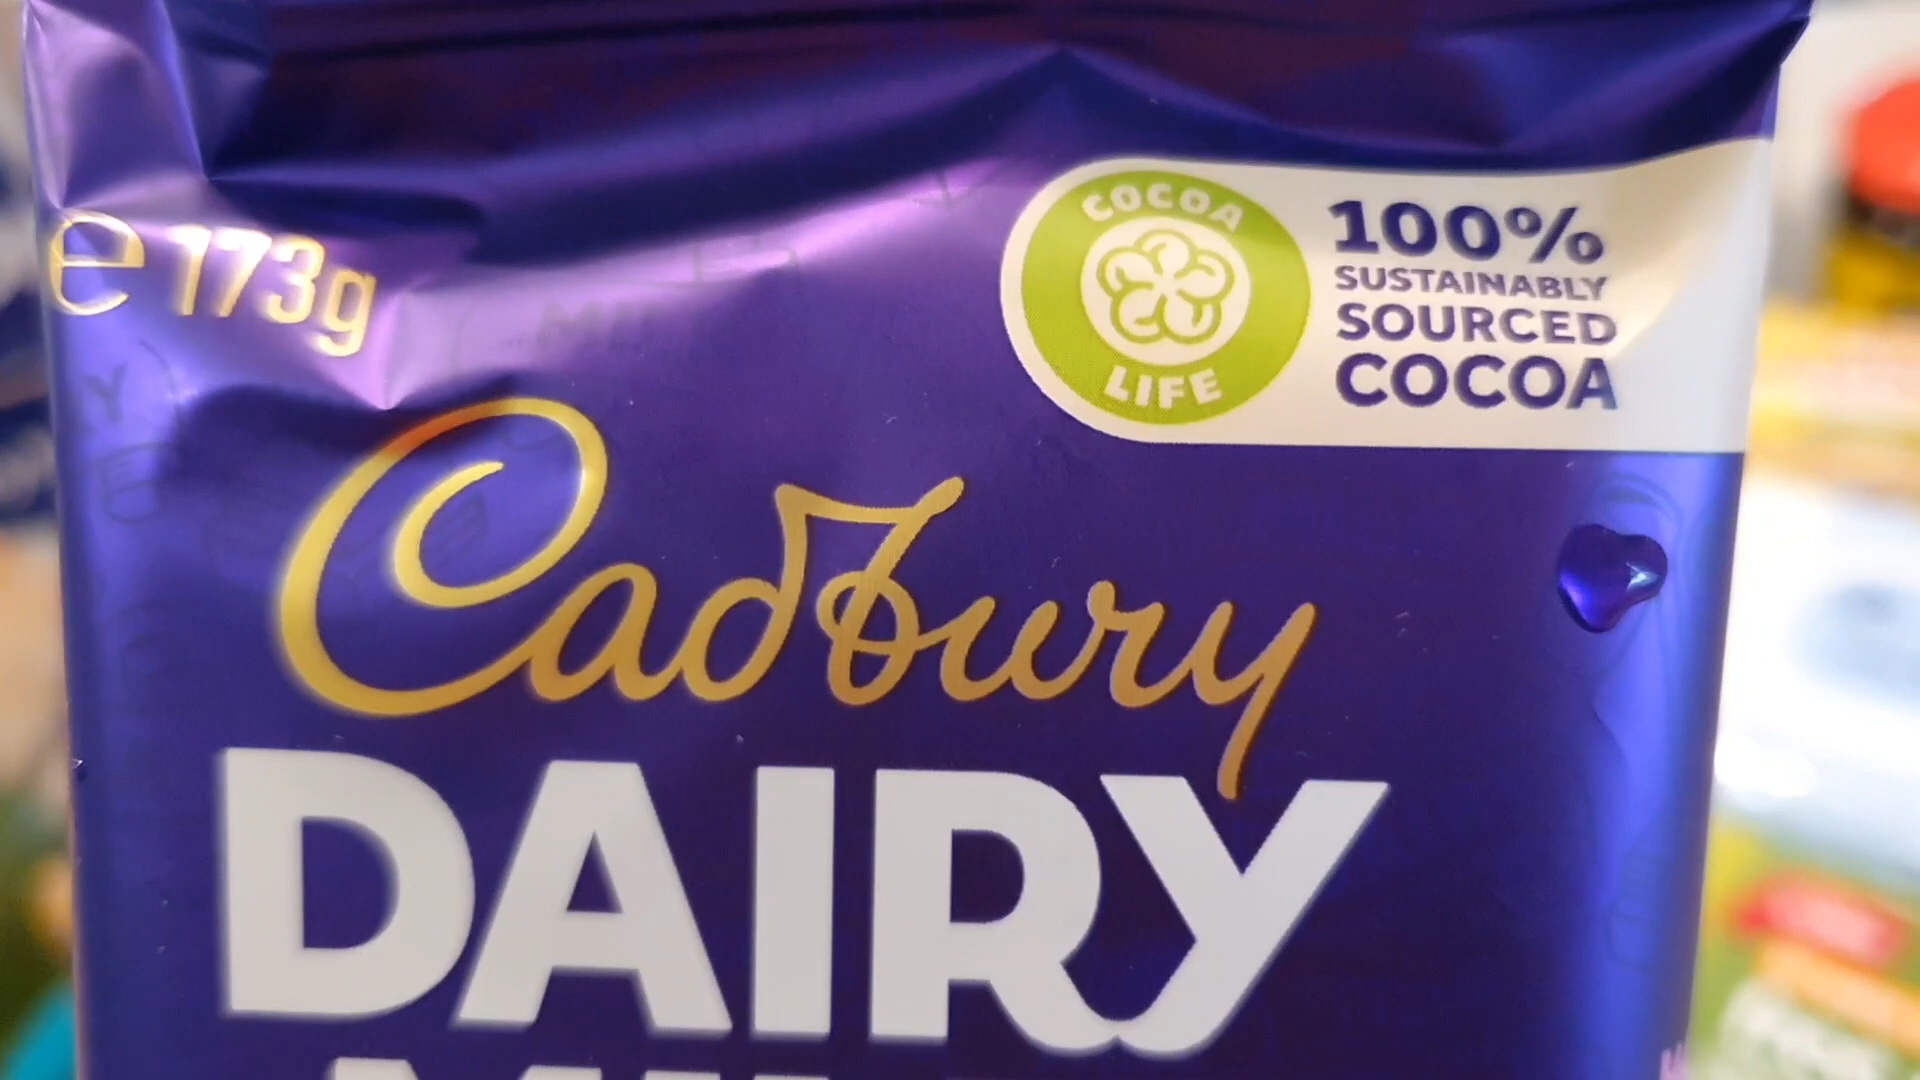 e 173g
COCOA
LIFE
100%
SUSTAINABLY
SOURCED
COCOA
Cadbury
DAIRY